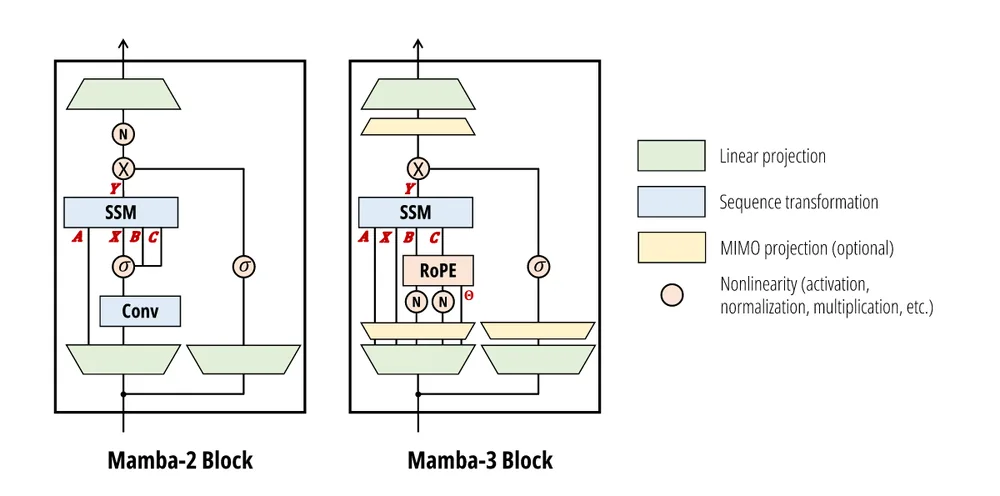 N
X
Y
SSM
A X B C
σ
σ
Conv
Mamba-2 Block
X
Y
SSM
A X B C
RoPE
σ
N N Θ
Mamba-3 Block
Linear projection
Sequence transformation
MIMO projection (optional)
Nonlinearity (activation,
normalization, multiplication, etc.)